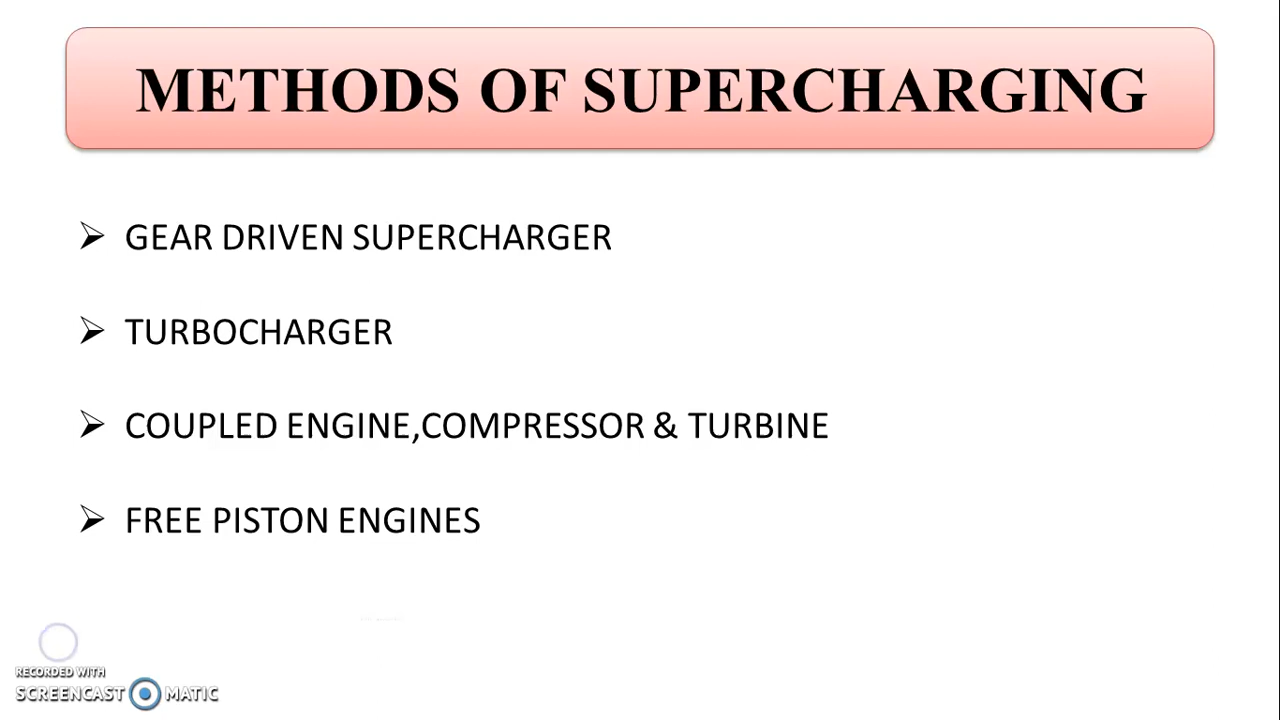 METHODS OF SUPERCHARGING
GEAR DRIVEN SUPERCHARGER
TURBOCHARGER
COUPLED ENGINE,COMPRESSOR & TURBINE
FREE PISTON ENGINES
RECORDED WITH
SCREENCAST MATIC